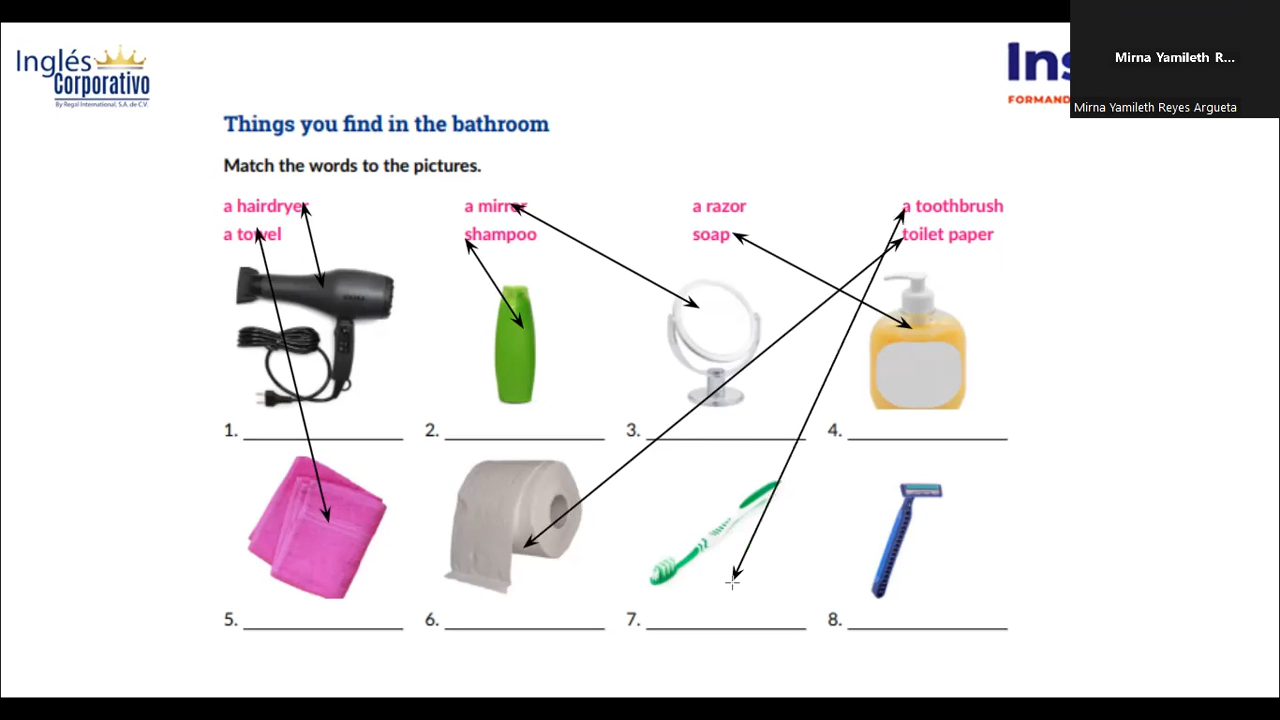 Inglés
Corporativo
By Regal International, S.A. de C.V.
Ins
FORMAND
Mirna Yamileth R...
Mirna Yamileth Reyes Argueta
Things you find in the bathroom
Match the words to the pictures.
a hairdryer a mirror a razor a toothbrush
a towel shampoo soap toilet paper
1. 2. 3. 4.
5. 6. 7. 8.